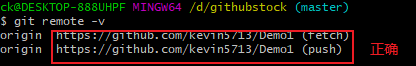 ck@DESKTOP-888UHPF MINGW64 /d/githubstock (master)
$ git remote -v
origin https://github.com/kevin5713/Demo1 (fetch)
origin https://github.com/kevin5713/Demo1 (push) 正确